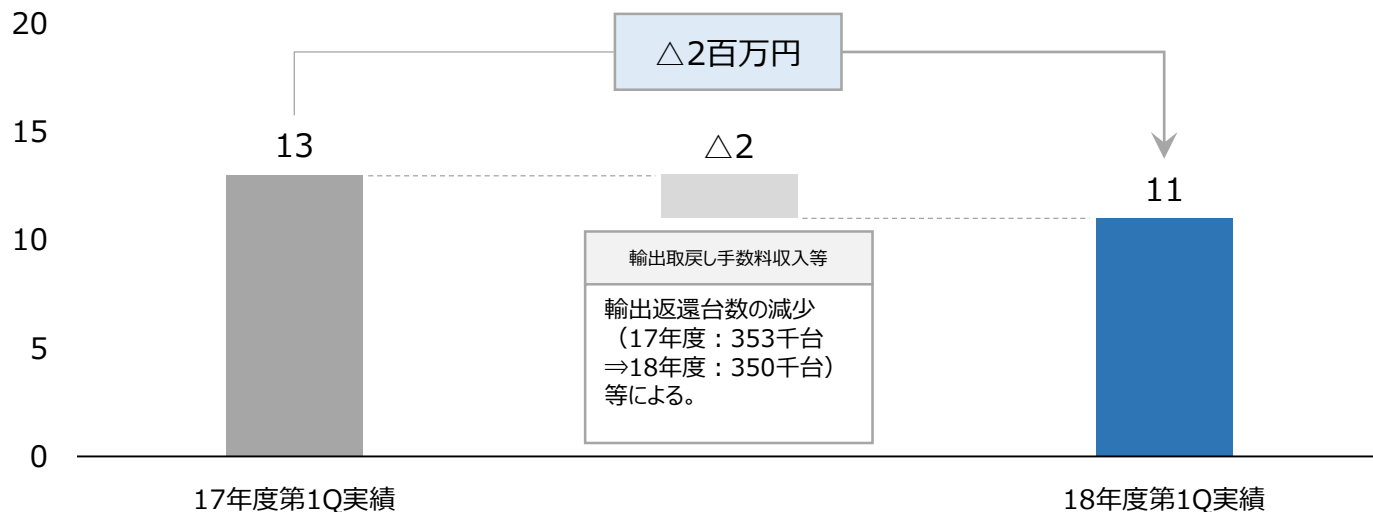 20
△2百万円
15
13
△2
11
10
輸出取戻し手数料収入等
輸出返還台数の減少
（17年度：353千台
⇒18年度：350千台）
等による。
5
0
17年度第1Q実績
18年度第1Q実績